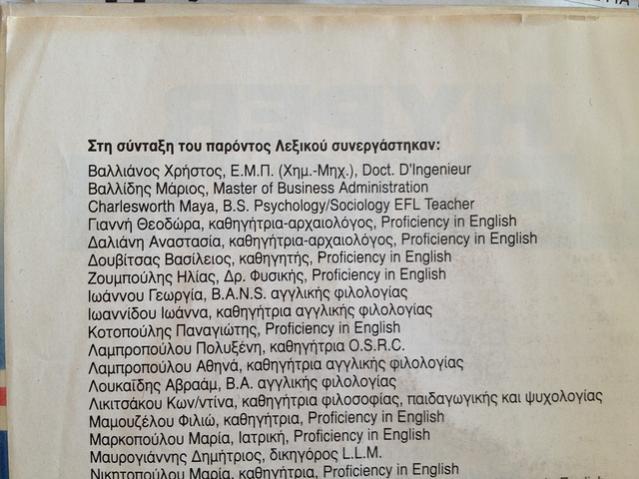 Στη σύνταξη του παρόντος Λεξικού συνεργάστηκαν:
Βαλλιάνος Χρήστος, Ε.Μ.Π. (Χημ.-Μηχ.), Doct. D'Ingenieur
Βαλλίδης Μάριος, Master of Business Administration
Charlesworth Maya, B.S. Psychology/Sociology EFL Teacher
Γιαννή Θεοδώρα, καθηγήτρια-αρχαιολόγος, Proficiency in English
Δαλιάνη Αναστασία, καθηγήτρια-αρχαιολόγος, Proficiency in English
Δουβίτσας Βασίλειος, καθηγητής, Proficiency in English
Ζουμπούλης Ηλίας, Δρ. Φυσικής, Proficiency in English
Ιωάννου Γεωργία, B.A.N.S. αγγλικής φιλολογίας
Ιωαννίδου Ιωάννα, καθηγήτρια αγγλικής φιλολογίας
Κοτοπούλης Παναγιώτης, Proficiency in English
Λαμπροπούλου Πολυξένη, καθηγήτρια O.S.R.C.
Λαμπροπούλου Αθηνά, καθηγήτρια αγγλικής φιλολογίας
Λουκαΐδης Αβραάμ, B.A. αγγλικής φιλολογίας
Λικιτσάκου Κων/ντίνα, καθηγήτρια φιλοσοφίας, παιδαγωγικής και ψυχολογίας
Μαμουζέλου Φιλιώ, καθηγήτρια, Proficiency in English
Μαρκοπούλου Μαρία, Ιατρική, Proficiency in English
Μαυρογιάννης Δημήτριος, δικηγόρος L.L.M.
Νικητοπούλου Μαρία, καθηγήτρια, Proficiency in English